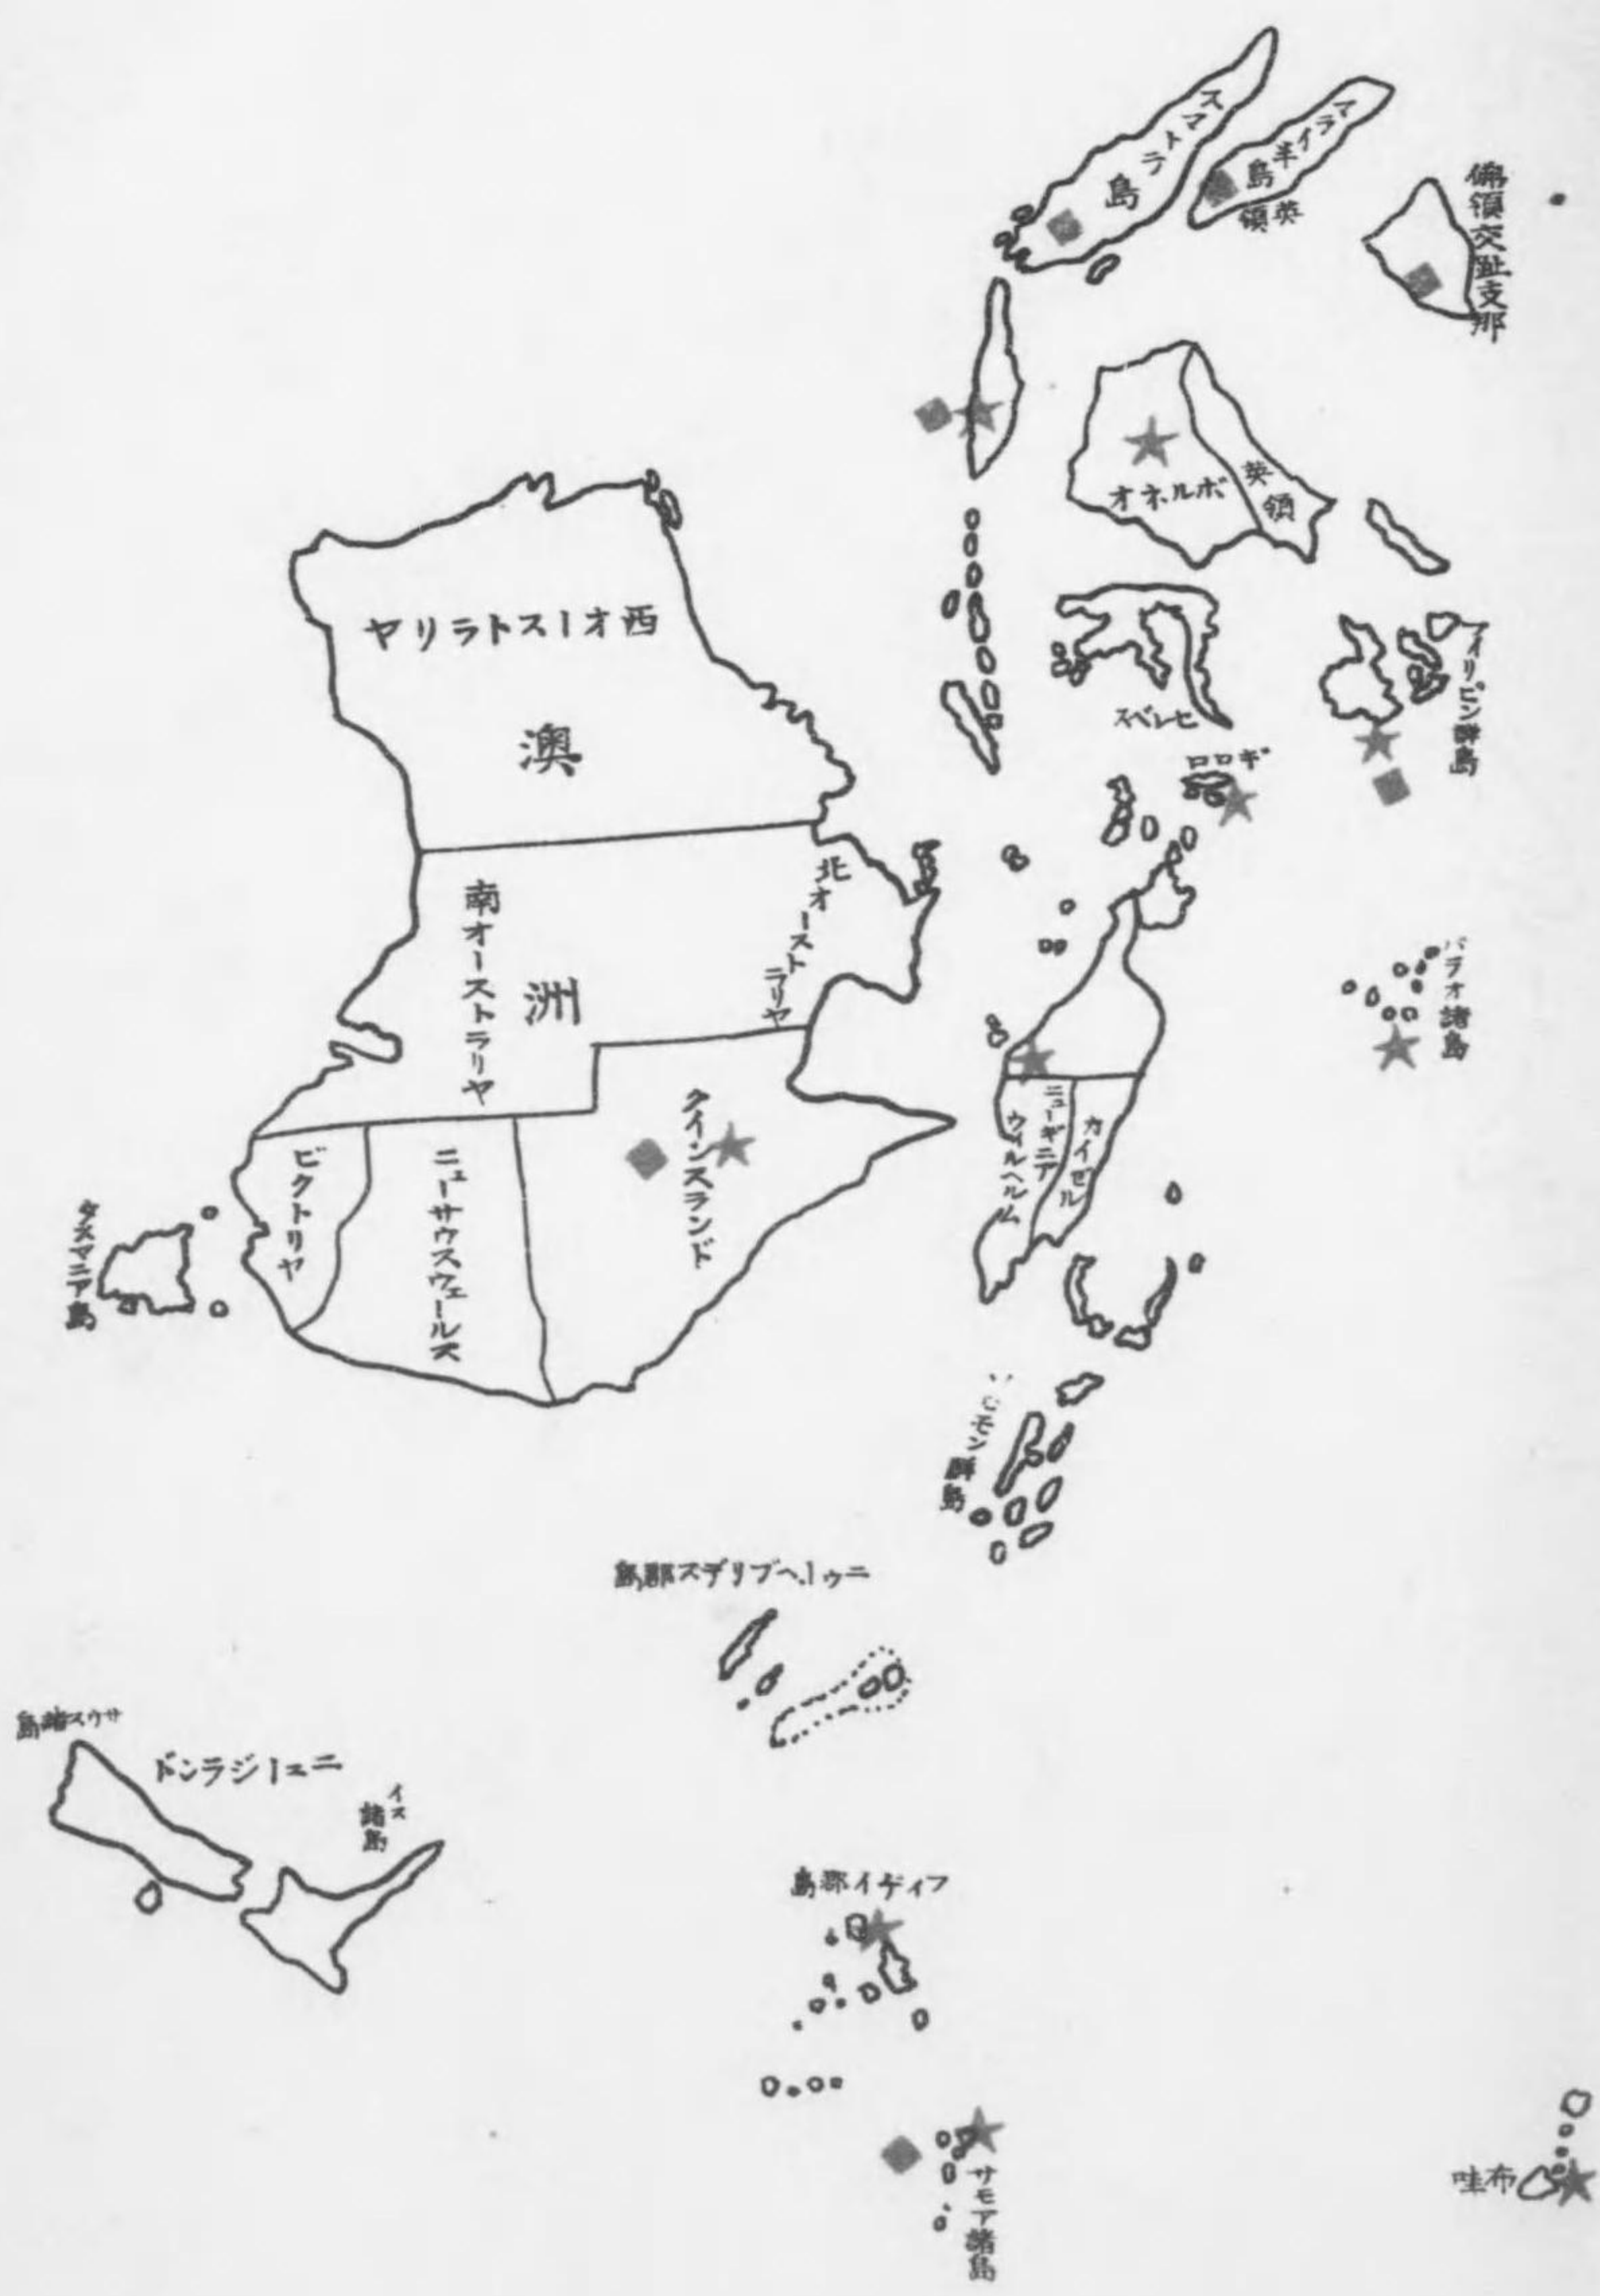 スマトラ島
マライ半島
英領
佛領交趾支那
ボルネオ
英領
西オーストラリヤ
フィリピン群島
セレベス
澳
ギロロ
北オーストラリヤ
南オーストラリヤ
洲
パラオ諸島
カイゼル
ウイルヘルム
ニューギニア
クインスランド
ビクトリヤ
ニューサウスウェールス
タスマニア島
モン群島
ニゥーヘブリデス郡島
サウス諸島
ニュージランド
イス諸島
フィヂイ郡島
サモア諸島
布哇